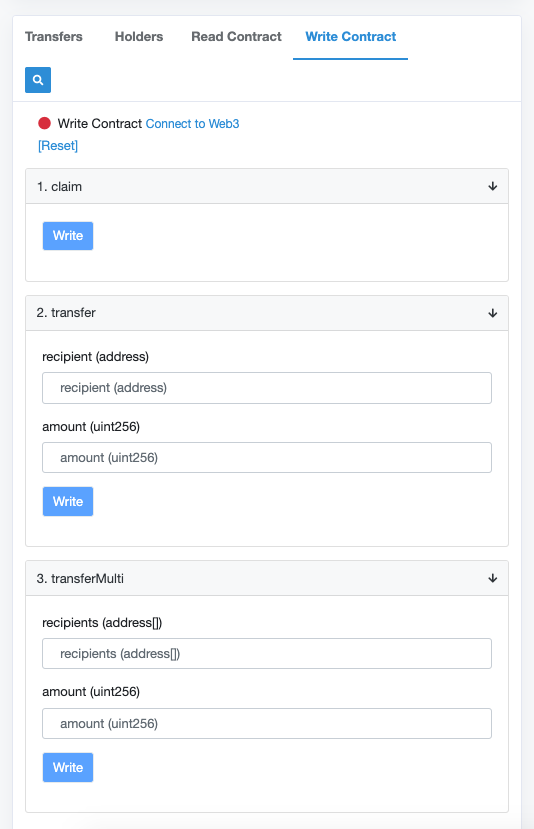 Transfers Holders Read Contract Write Contract
Write Contract Connect to Web3
[Reset]
1. claim
Write
2. transfer
recipient (address)
recipient (address)
amount (uint256)
amount (uint256)
Write
3. transferMulti
recipients (address[])
recipients (address[])
amount (uint256)
amount (uint256)
Write